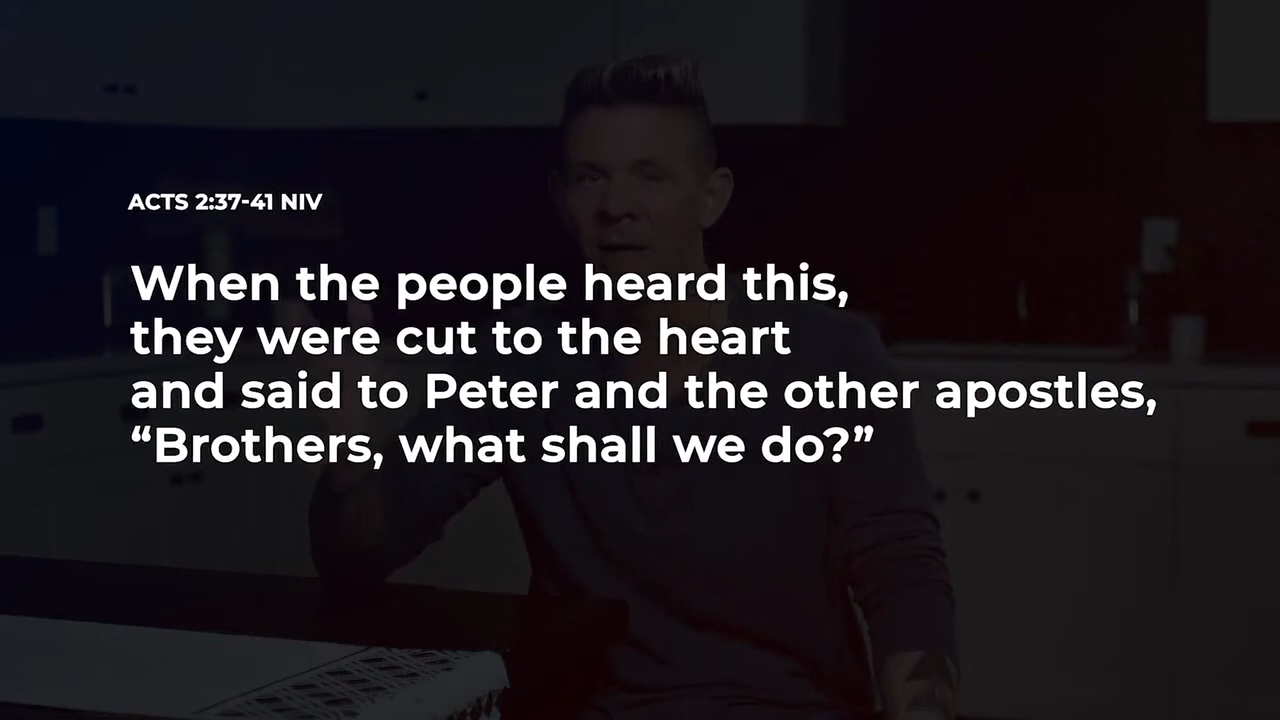 ACTS 2:37-41 NIV
When the people heard this,
they were cut to the heart
and said to Peter and the other apostles,
“Brothers, what shall we do?”